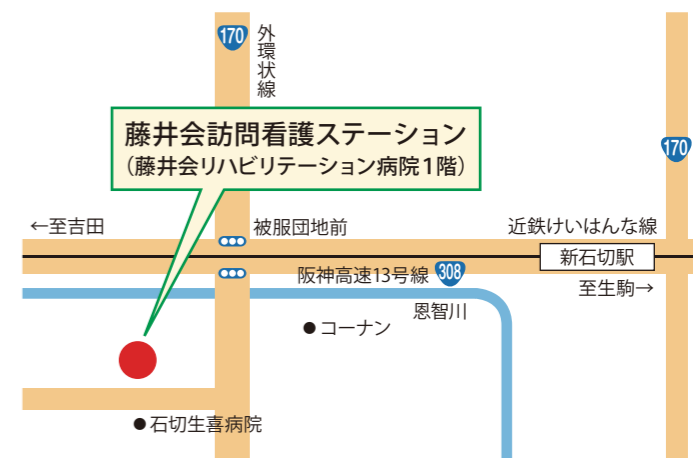 170
外環状線
藤井会訪問看護ステーション
(藤井会リハビリテーション病院1階)
170
←至吉田
被服団地前
近鉄けいはんな線
新石切駅
阪神高速13号線
308
至生駒→
恩智川
●コーナン
●石切生喜病院